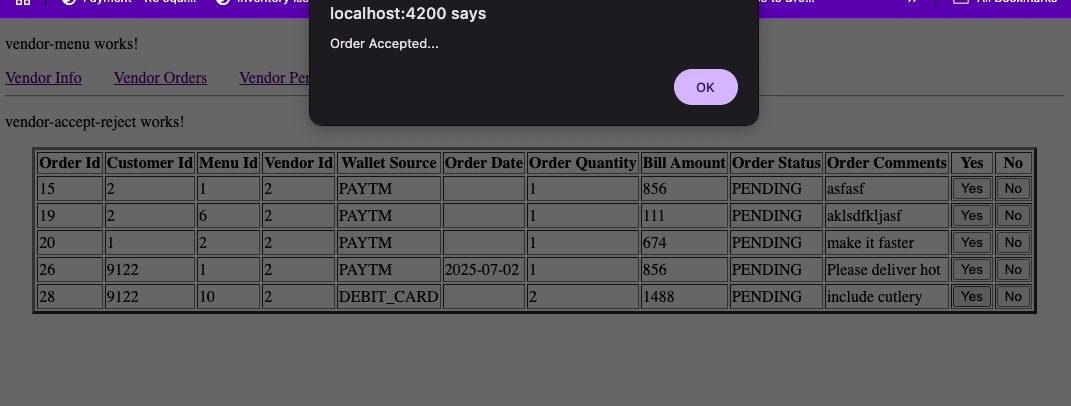 Payment - Re equi...
Inventory Iss
All Bookmarks
localhost:4200 says
Order Accepted...
OK
vendor-menu works!
Vendor Info Vendor Orders Vendor Per
vendor-accept-reject works!
Order Id Customer Id Menu Id Vendor Id Wallet Source Order Date Order Quantity Bill Amount Order Status Order Comments Yes No
15 2 1 2 PAYTM 1 856 PENDING asfasf Yes No
19 2 6 2 PAYTM 1 111 PENDING aklsdfkljasf Yes No
20 1 2 2 PAYTM 1 674 PENDING make it faster Yes No
26 9122 1 2 PAYTM 2025-07-02 1 856 PENDING Please deliver hot Yes No
28 9122 10 2 DEBIT_CARD 2 1488 PENDING include cutlery Yes No